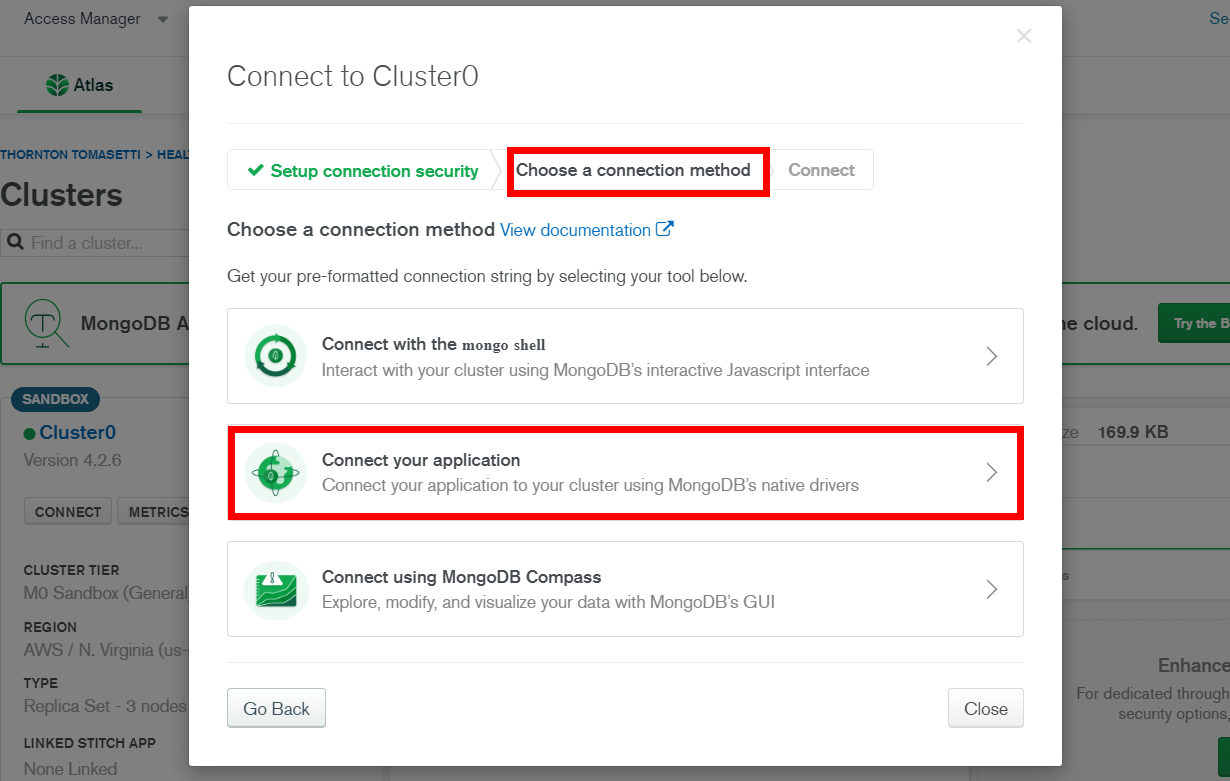 Access Manager
Se
Atlas
THORNTON TOMASETTI > HEAL
Clusters
Find a cluster...
MongoDB A
SANDBOX
Cluster0
Version 4.2.6
CONNECT
METRICS
CLUSTER TIER
M0 Sandbox (General
REGION
AWS / N. Virginia (us-
TYPE
Replica Set - 3 nodes
LINKED STITCH APP
None Linked
Connect to Cluster0
Setup connection security
Choose a connection method
Connect
Choose a connection method View documentation
Get your pre-formatted connection string by selecting your tool below.
Connect with the mongo shell
Interact with your cluster using MongoDB's interactive Javascript interface
Connect your application
Connect your application to your cluster using MongoDB's native drivers
Connect using MongoDB Compass
Explore, modify, and visualize your data with MongoDB's GUI
Go Back
Close
he cloud.
Try the B
ze 169.9 KB
s
Enhance
For dedicated through
security options,